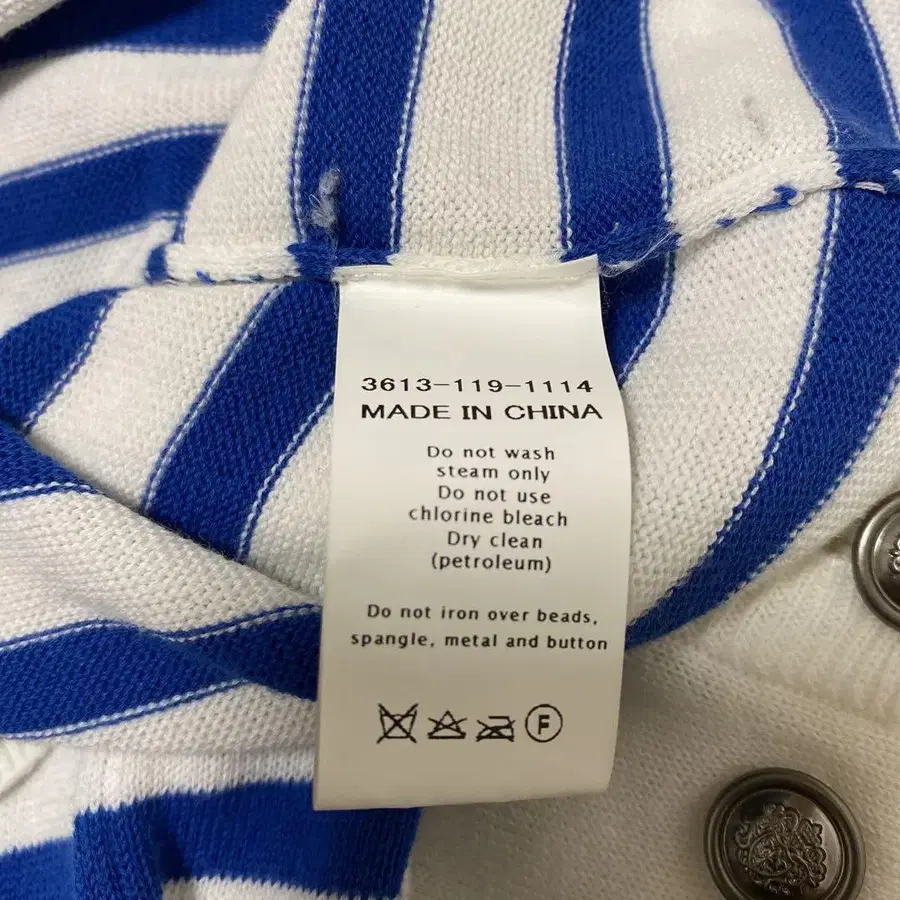 3613-119-1114
MADE IN CHINA
Do not wash
steam only
Do not use
chlorine bleach
Dry clean
(petroleum)
Do not iron over beads,
spangle, metal and button
F